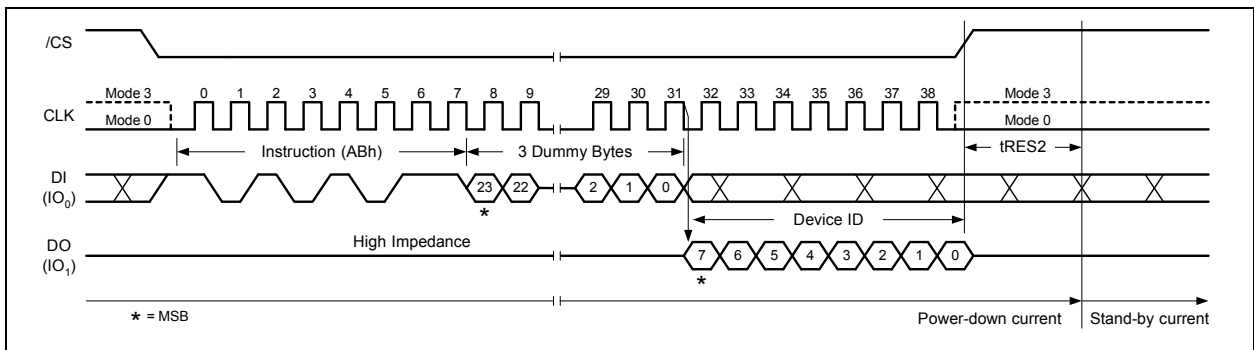 /CS
Mode 3 0 1 2 3 4 5 6 7 8 9 29 30 31 32 33 34 35 36 37 38 Mode 3
CLK
Mode 0 Mode 0
Instruction (ABh) 3 Dummy Bytes tRES2
DI
(IO0)
23 22 2 1 0
*
Device ID
High Impedance
DO
(IO1)
7 6 5 4 3 2 1 0
*
* = MSB
Power-down current Stand-by current